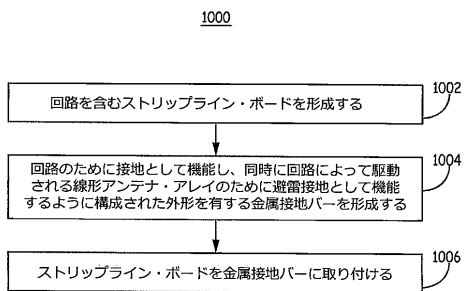 1000
1002
回路を含むストリップライン・ボードを形成する
1004
回路のために接地として機能し、同時に回路によって駆動
される線形アンテナ・アレイのために避雷接地として機能
するように構成された外形を有する金属接地バーを形成する
1006
ストリップライン・ボードを金属接地バーに取り付ける